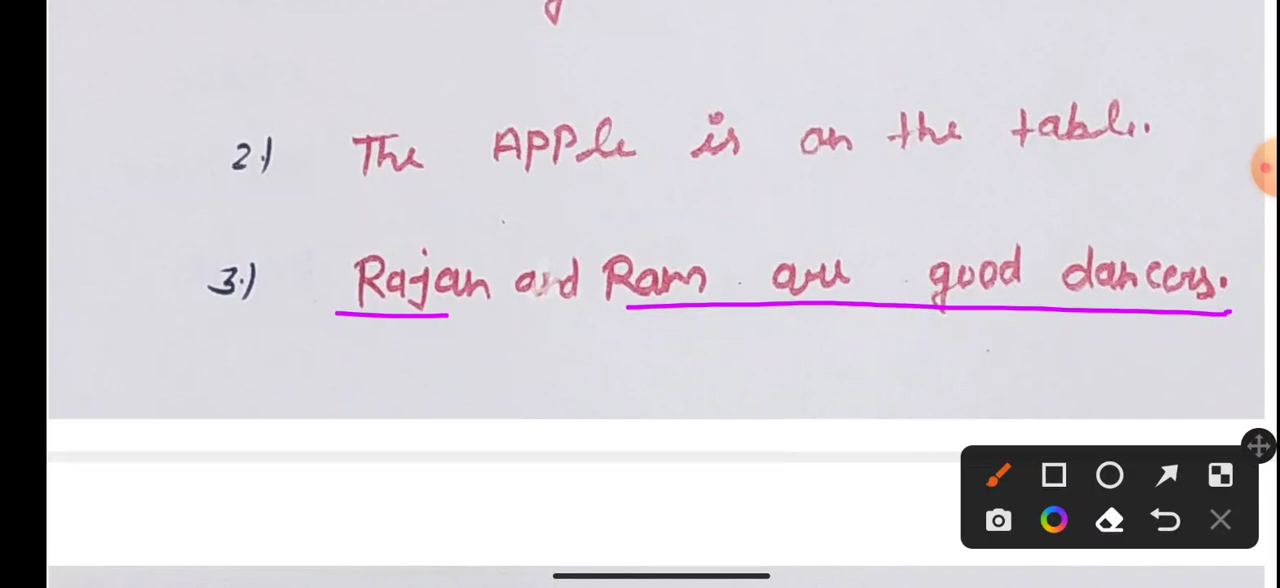 2.) The APPle is on the table.
3.) Rajan and Ram are good dancers.